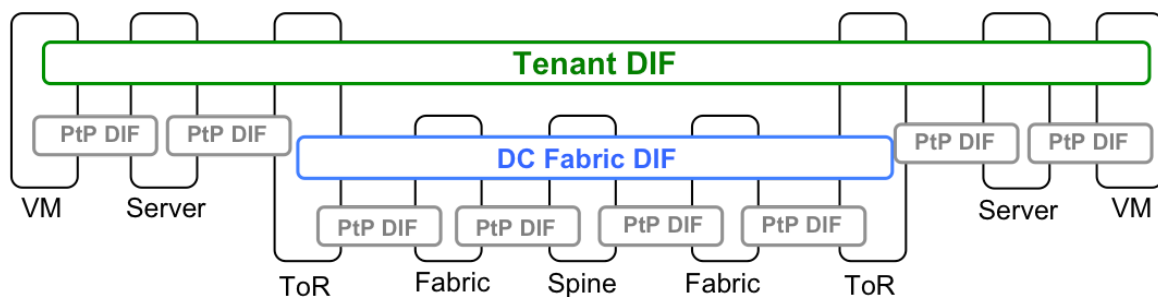 Tenant DIF
PtP DIF PtP DIF PtP DIF PtP DIF
DC Fabric DIF
VM Server Server VM
PtP DIF PtP DIF PtP DIF PtP DIF
ToR Fabric Spine Fabric ToR